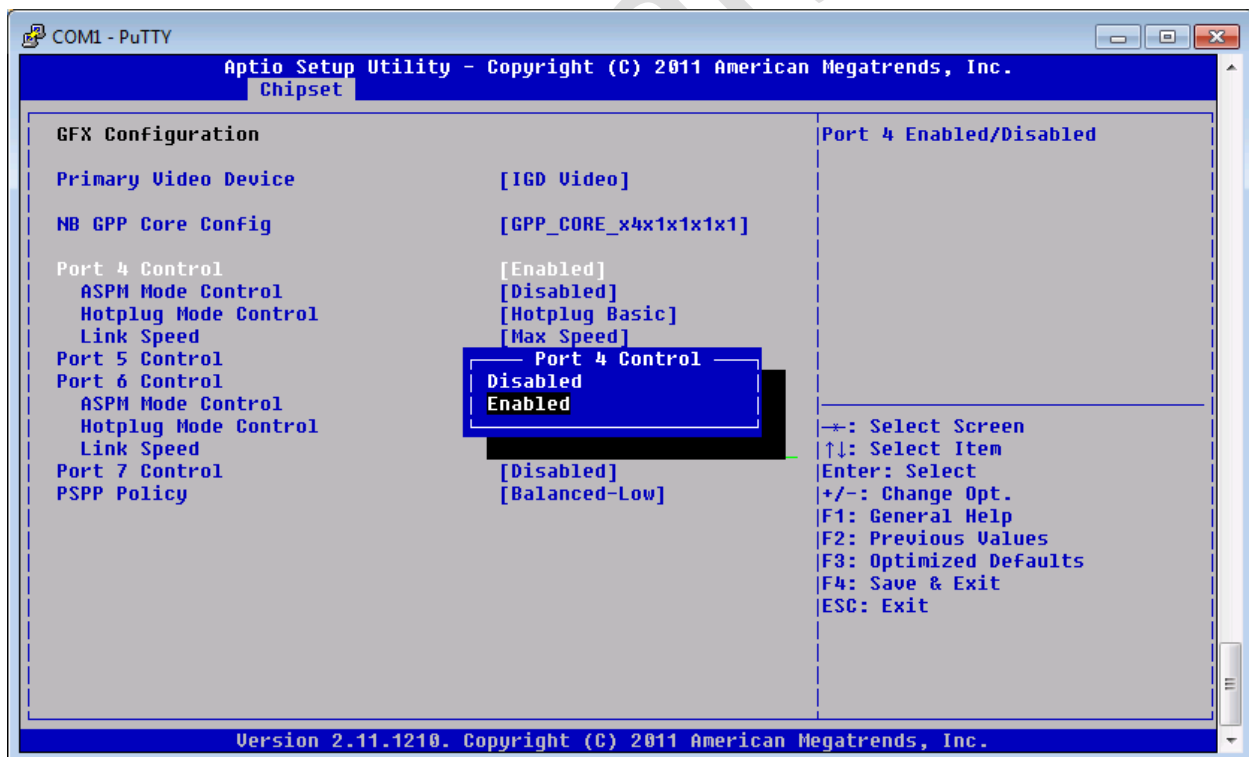 COM1 - PuTTY
Aptio Setup Utility - Copyright (C) 2011 American Megatrends, Inc.
Chipset
GFX Configuration
Port 4 Enabled/Disabled
Primary Video Device [IGD Video]
NB GPP Core Config [GPP_CORE_x4x1x1x1x1]
Port 4 Control [Enabled]
ASPM Mode Control [Disabled]
Hotplug Mode Control [Hotplug Basic]
Link Speed [Max Speed]
Port 5 Control
Port 6 Control
ASPM Mode Control
Hotplug Mode Control
Link Speed
Port 7 Control [Disabled]
PSPP Policy [Balanced-Low]
Port 4 Control
Disabled
Enabled
→←: Select Screen
↑↓: Select Item
Enter: Select
+/-: Change Opt.
F1: General Help
F2: Previous Values
F3: Optimized Defaults
F4: Save & Exit
ESC: Exit
Version 2.11.1210. Copyright (C) 2011 American Megatrends, Inc.